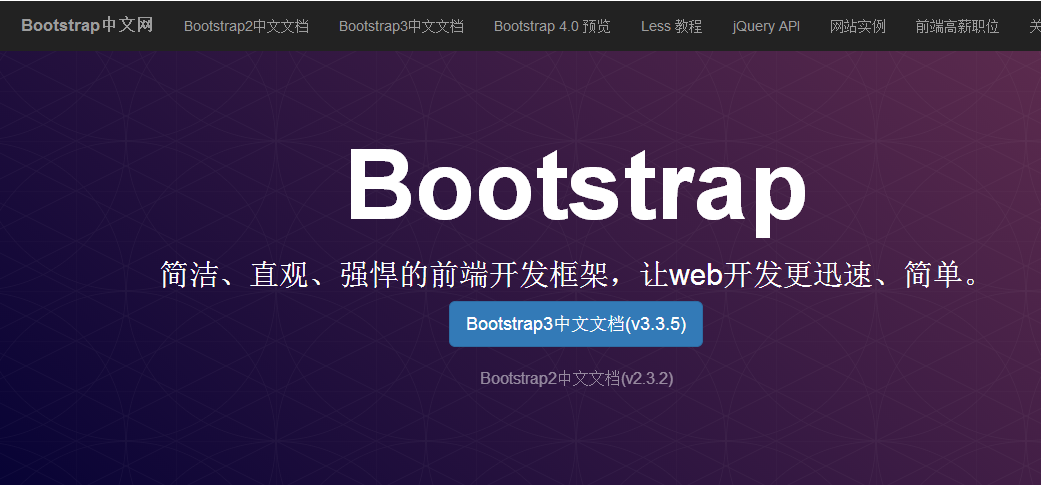 Bootstrap中文网 Bootstrap2中文文档 Bootstrap3中文文档 Bootstrap 4.0 预览 Less 教程 jQuery API 网站实例 前端高薪职位 关
Bootstrap
简洁、直观、强悍的前端开发框架，让web开发更迅速、简单。
Bootstrap3中文文档(v3.3.5)
Bootstrap2中文文档(v2.3.2)